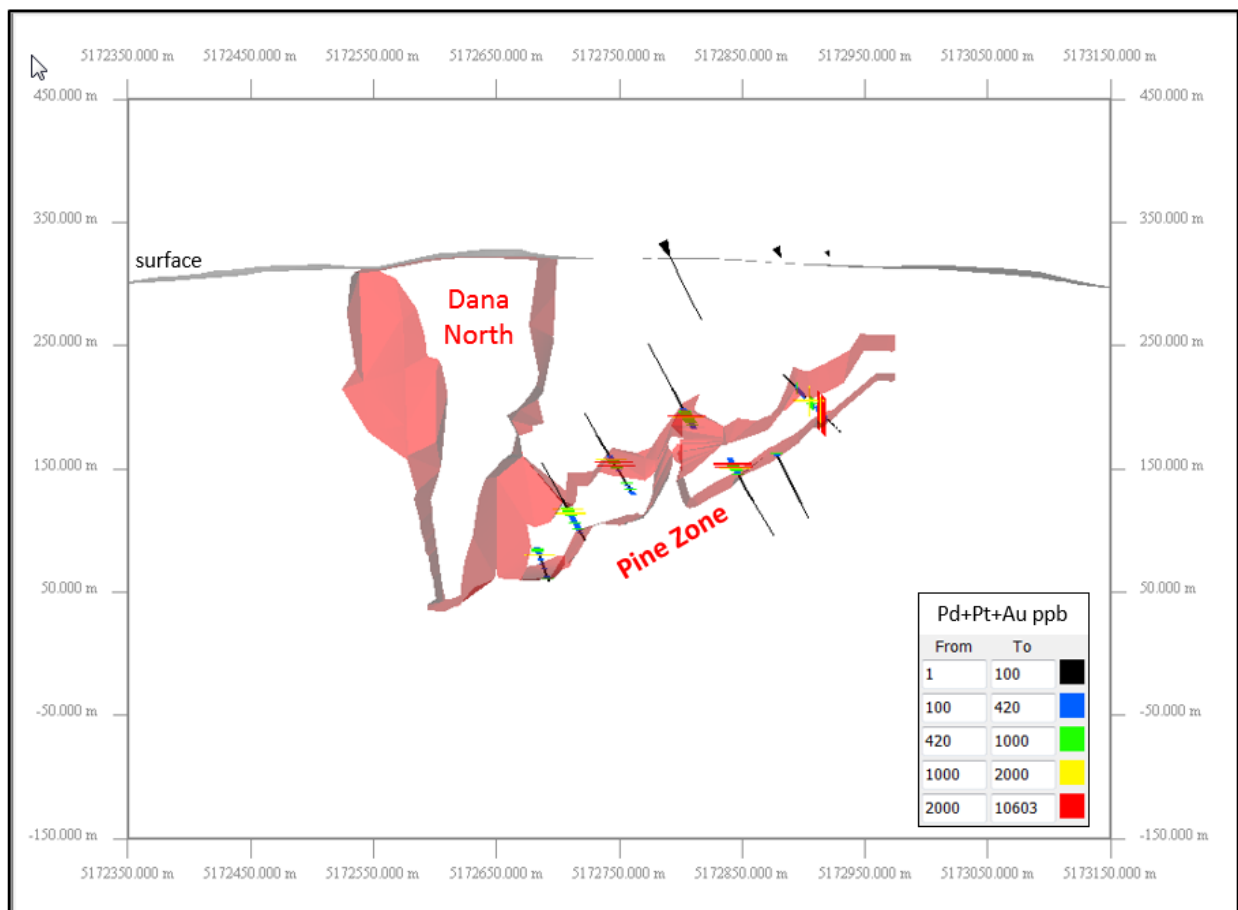 5172350.000 m 5172450.000 m 5172550.000 m 5172650.000 m 5172750.000 m 5172850.000 m 5172950.000 m 5173050.000 m 5173150.000 m
450.000 m 450.000 m
350.000 m 350.000 m
surface
Dana
North
250.000 m 250.000 m
150.000 m 150.000 m
Pine Zone
50.000 m 50.000 m
-50.000 m -50.000 m
-150.000 m -150.000 m
Pd+Pt+Au ppb
From To
1 100
100 420
420 1000
1000 2000
2000 10603
5172350.000 m 5172450.000 m 5172550.000 m 5172650.000 m 5172750.000 m 5172850.000 m 5172950.000 m 5173050.000 m 5173150.000 m